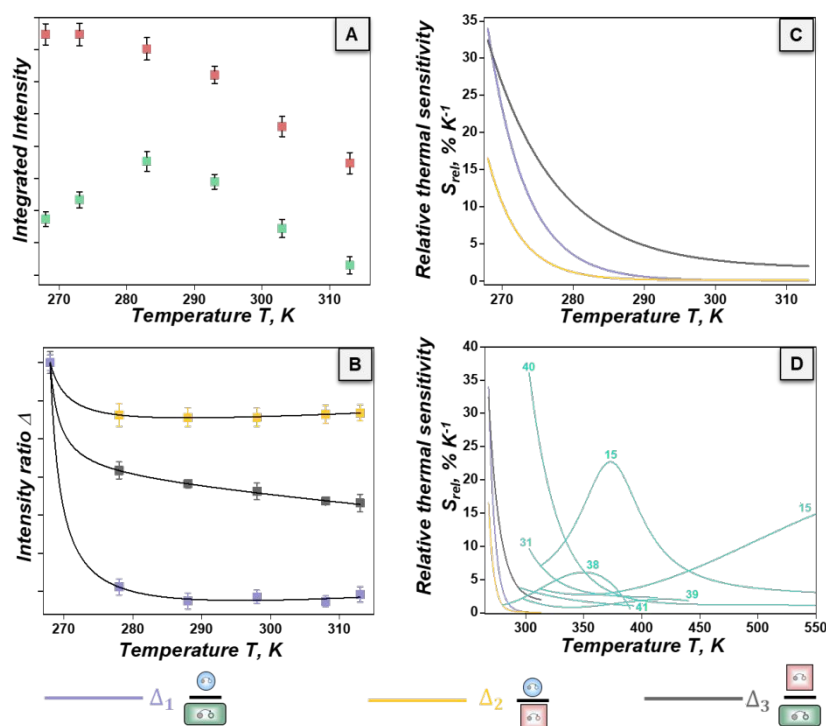 A
Integrated Intensity
270 280 290 300 310
Temperature T, K
C
Relative thermal sensitivity
S_rel, % K⁻¹
40
35
30
25
20
15
10
5
0
270 280 290 300 310
Temperature T, K
B
Intensity ratio Δ
270 280 290 300 310
Temperature T, K
D
Relative thermal sensitivity
S_rel, % K⁻¹
40
35
30
25
20
15
10
5
0
40
15
15
31
38
39
41
300 350 400 450 500 550
Temperature T, K
Δ₁
Δ₂
Δ₃